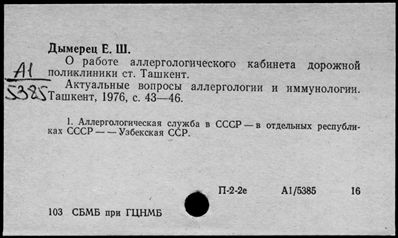 Дымерец Е. Ш.
О работе аллергологического кабинета дорожной
А1 поликлиники ст. Ташкент.
Актуальные вопросы аллергологии и иммунологии.
5385 Ташкент, 1976, с. 43—46.
1. Аллергологическая служба в СССР — в отдельных республи-
ках СССР — — Узбекская ССР.
П-2-2е А1/5385 16
103 СБМБ при ГЦНМБ